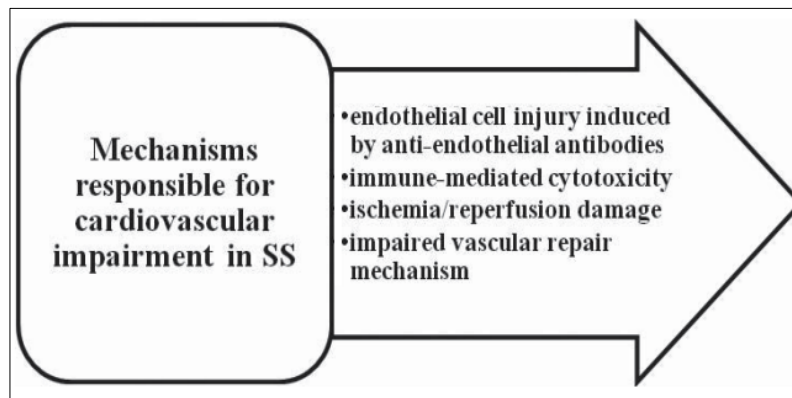 Mechanisms
responsible for
cardiovascular
impairment in SS
•endothelial cell injury induced
by anti-endothelial antibodies
•immune-mediated cytotoxicity
•ischemia/reperfusion damage
•impaired vascular repair
mechanism